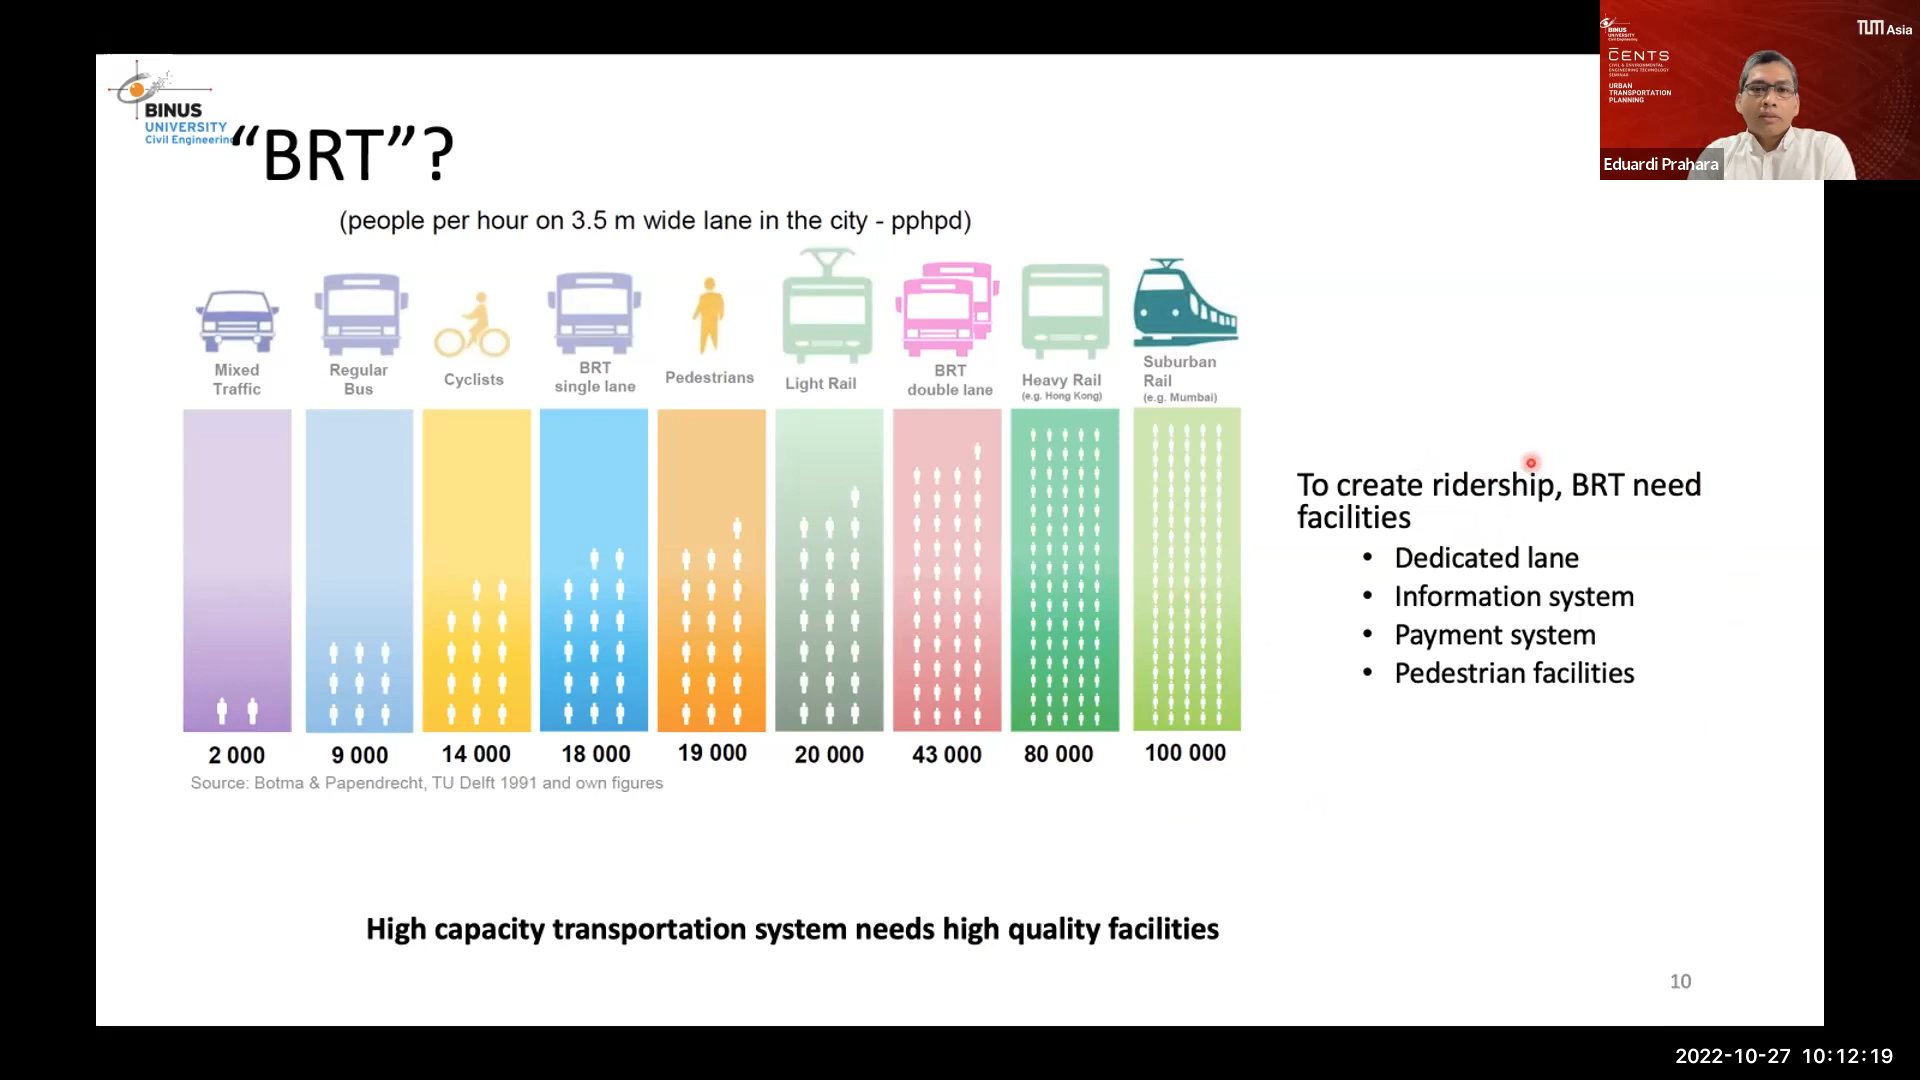 BINUS
UNIVERSITY
Civil Engineering
“BRT”?
(people per hour on 3.5 m wide lane in the city - pphpd)
Mixed
Traffic
Regular
Bus
Cyclists
BRT
single lane
Pedestrians
Light Rail
BRT
double lane
Heavy Rail
(e.g. Hong Kong)
Suburban
Rail
(e.g. Mumbai)
2 000
9 000
14 000
18 000
19 000
20 000
43 000
80 000
100 000
Source: Botma & Papendrecht, TU Delft 1991 and own figures
To create ridership, BRT need
facilities
• Dedicated lane
• Information system
• Payment system
• Pedestrian facilities
High capacity transportation system needs high quality facilities
10
BINUS
UNIVERSITY
Civil Engineering
CENTS
CIVIL & ENVIRONMENTAL
ENGINEERING TECHNOLOGY
SEMINAR
URBAN
TRANSPORTATION
PLANNING
TUM Asia
Eduardi Prahara
2022-10-27 10:12:19